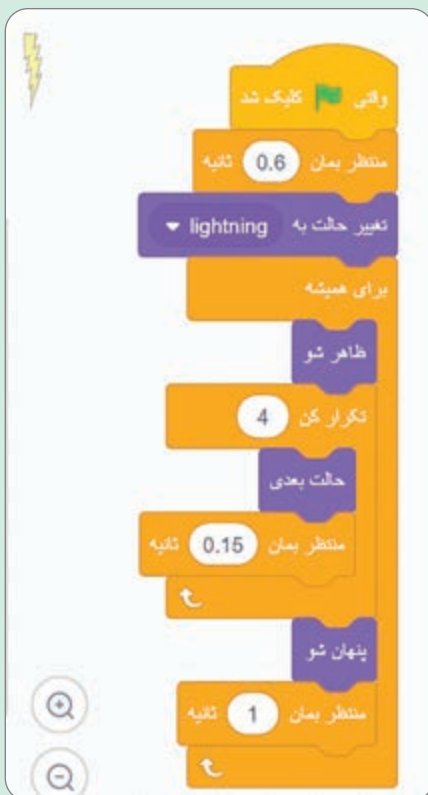 وقتی کلیک شد
منتظر بمان 0.6 ثانیه
تغییر حالت به lightning
برای همیشه
ظاهر شو
تکرار کن 4
حالت بعدی
منتظر بمان 0.15 ثانیه
پنهان شو
منتظر بمان 1 ثانیه